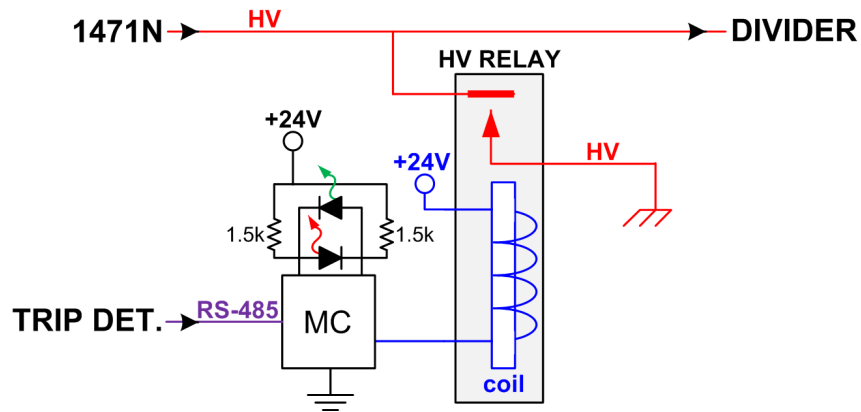 1471N
HV
DIVIDER
HV RELAY
+24V
+24V
HV
1.5k
1.5k
TRIP DET.
RS-485
MC
coil